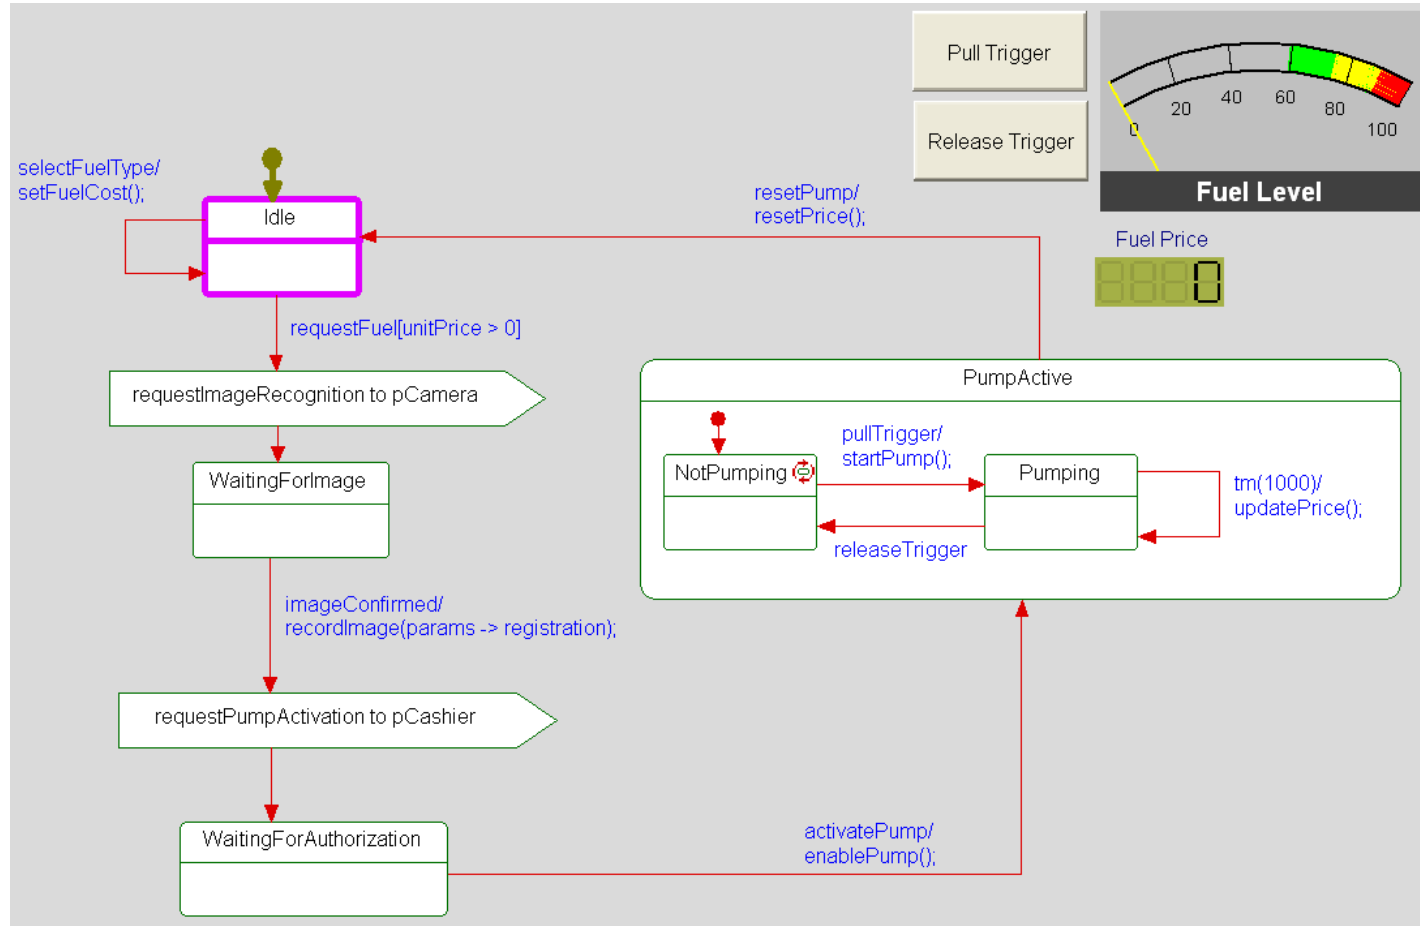 Pull Trigger
Release Trigger
0
20
40
60
80
100
Fuel Level
Fuel Price
0
selectFuelType/
setFuelCost();
Idle
resetPump/
resetPrice();
requestFuel[unitPrice > 0]
requestImageRecognition to pCamera
WaitingForImage
imageConfirmed/
recordImage(params -> registration);
requestPumpActivation to pCashier
WaitingForAuthorization
activatePump/
enablePump();
PumpActive
NotPumping
pullTrigger/
startPump();
Pumping
tm(1000)/
updatePrice();
releaseTrigger